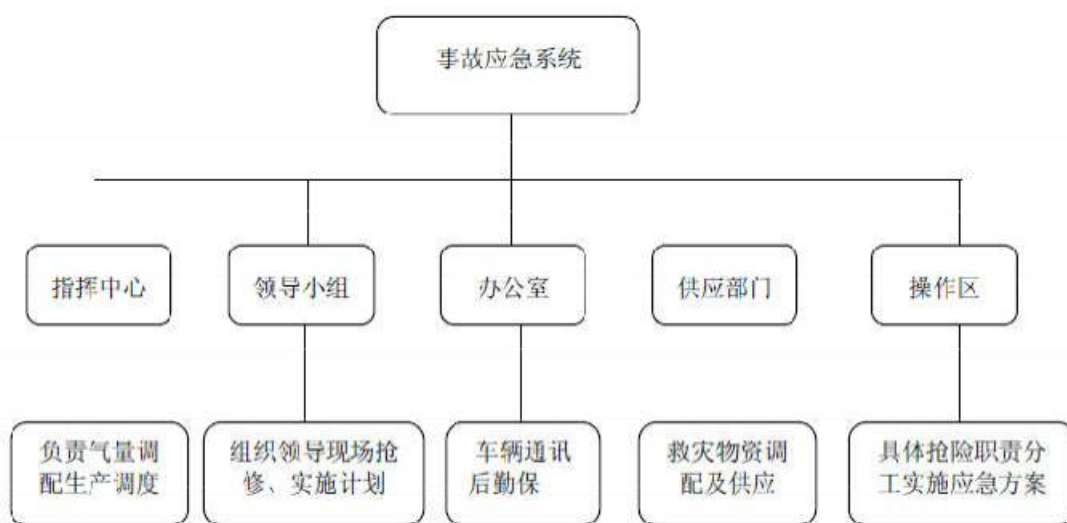 事故应急系统
指挥中心
领导小组
办公室
供应部门
操作区
负责气量调
配生产调度
组织领导现场抢
修、实施计划
车辆通讯
后勤保
救灾物资调
配及供应
具体抢险职责分
工实施应急方案